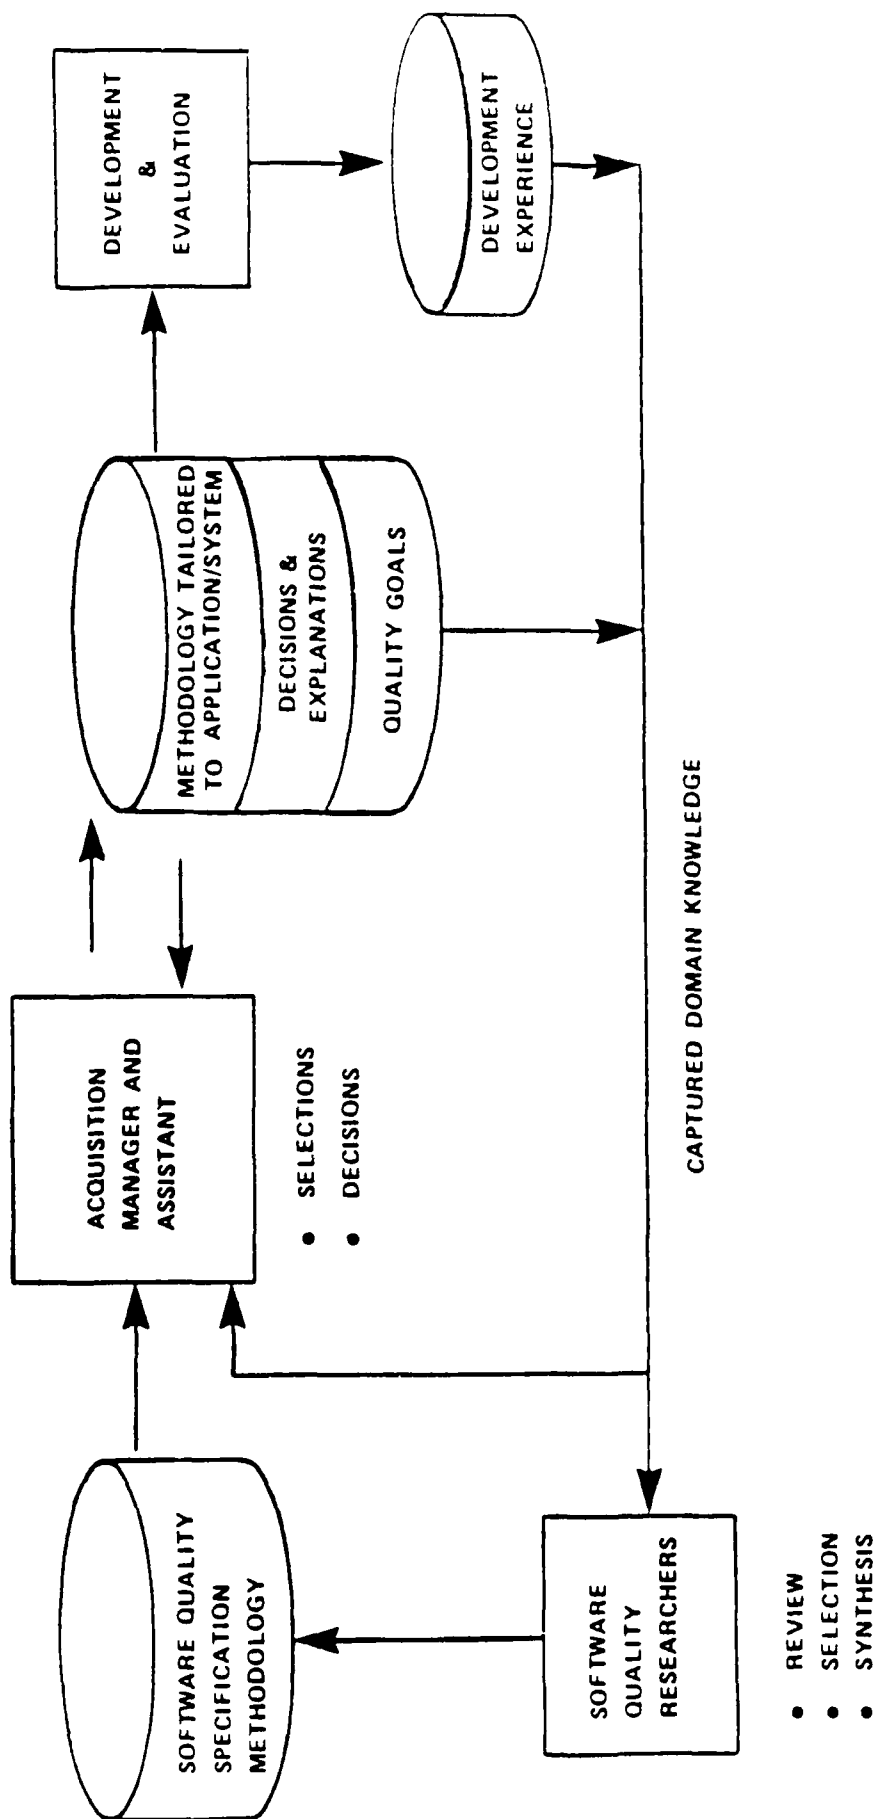 SOFTWARE QUALITY
SPECIFICATION
METHODOLOGY
ACQUISITION
MANAGER AND
ASSISTANT
• SELECTIONS
• DECISIONS
METHODOLOGY TAILORED
TO APPLICATION/SYSTEM
DECISIONS &
EXPLANATIONS
QUALITY GOALS
DEVELOPMENT
&
EVALUATION
DEVELOPMENT
EXPERIENCE
CAPTURED DOMAIN KNOWLEDGE
SOFTWARE
QUALITY
RESEARCHERS
• REVIEW
• SELECTION
• SYNTHESIS